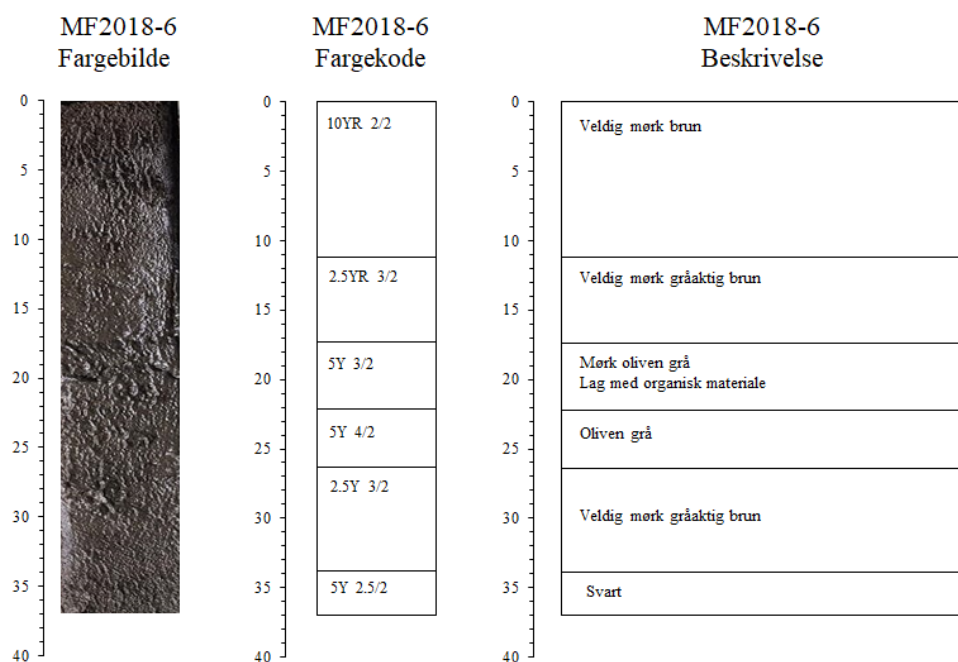 MF2018-6
Fargebilde
0
5
10
15
20
25
30
35
40
MF2018-6
Fargekode
0
5
10
15
20
25
30
35
40
10YR 2/2
2.5YR 3/2
5Y 3/2
5Y 4/2
2.5Y 3/2
5Y 2.5/2
MF2018-6
Beskrivelse
0
5
10
15
20
25
30
35
40
Veldig mørk brun
Veldig mørk gråaktig brun
Mørk oliven grå
Lag med organisk materiale
Oliven grå
Veldig mørk gråaktig brun
Svart